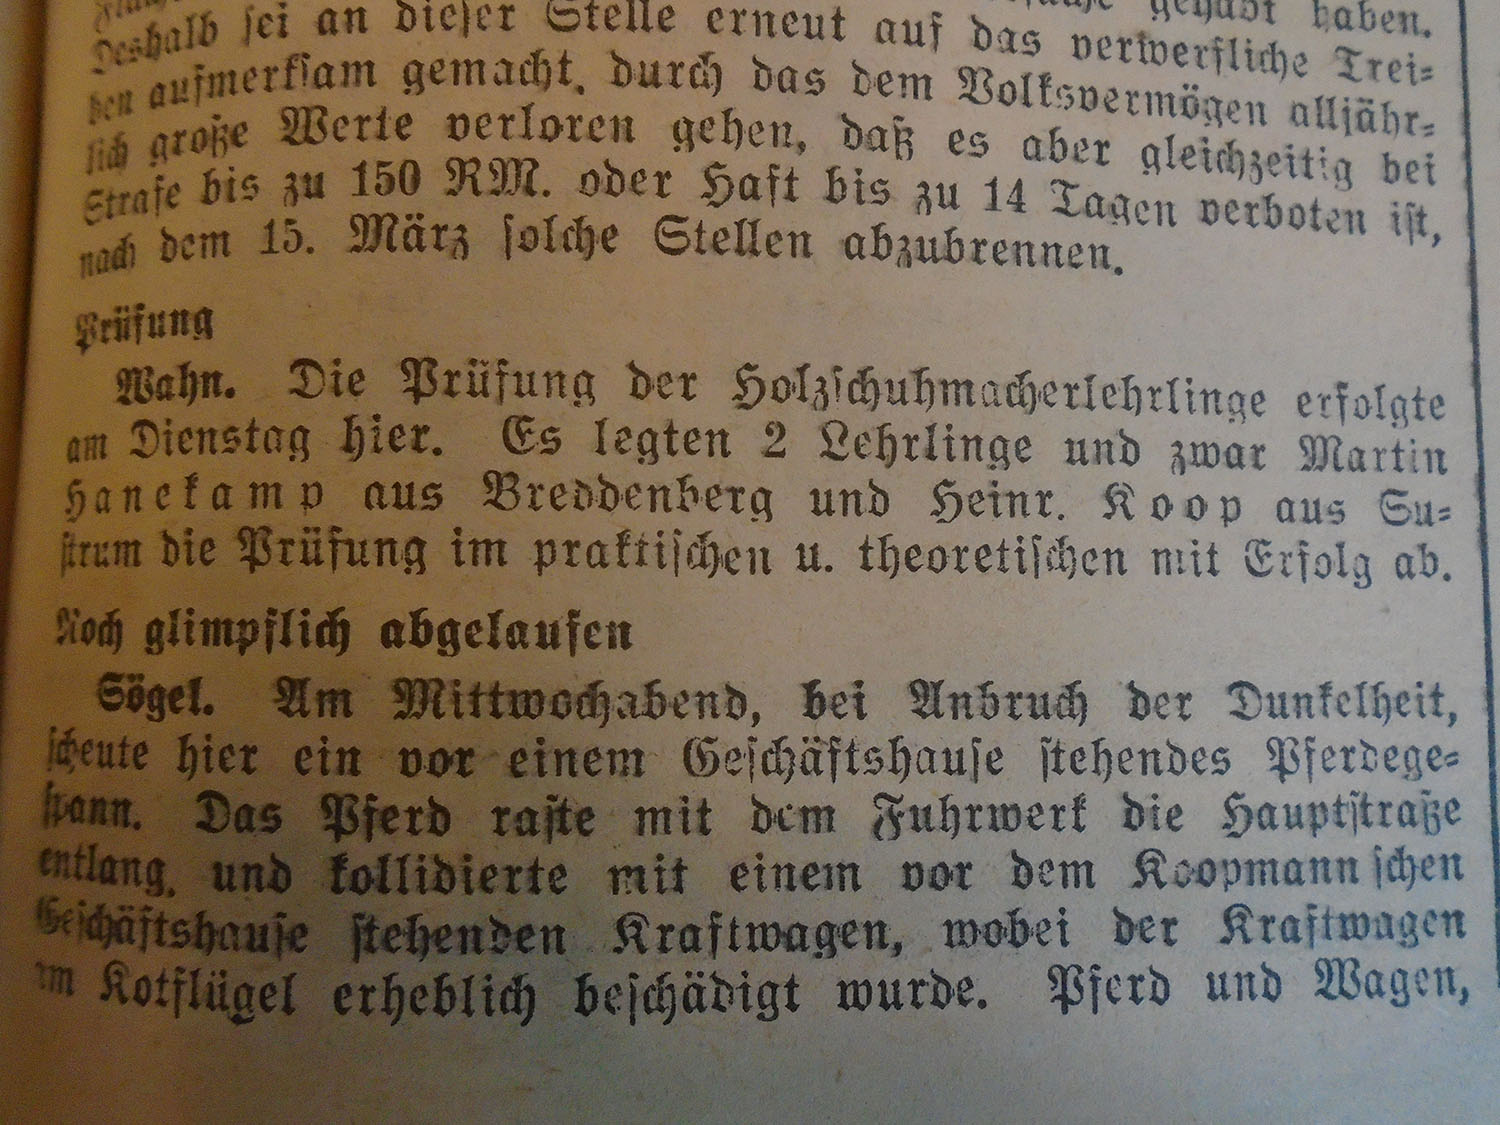 gehabt haben.
Deshalb sei an dieser Stelle erneut auf das verwerfliche Trei-
ben aufmerksam gemacht, durch das dem Volksvermögen alljähr-
lich große Werte verloren gehen, daß es aber gleichzeitig bei
Strafe bis zu 150 RM. oder Haft bis zu 14 Tagen verboten ist,
nach dem 15. März solche Stellen abzubrennen.
Prüfung
Wahn. Die Prüfung der Holzschuhmacherlehrlinge erfolgte
am Dienstag hier. Es legten 2 Lehrlinge und zwar Martin
Hanekamp aus Breddenberg und Heinr. Koop aus Su-
strum die Prüfung im praktischen u. theoretischen mit Erfolg ab.
Noch glimpflich abgelaufen
Sögel. Am Mittwochabend, bei Anbruch der Dunkelheit,
scheute hier ein vor einem Geschäftshause stehendes Pferdege-
spann. Das Pferd raste mit dem Fuhrwerk die Hauptstraße
entlang, und kollidierte mit einem vor dem Koopmannschen
Geschäftshause stehenden Kraftwagen, wobei der Kraftwagen
am Kotflügel erheblich beschädigt wurde. Pferd und Wagen,